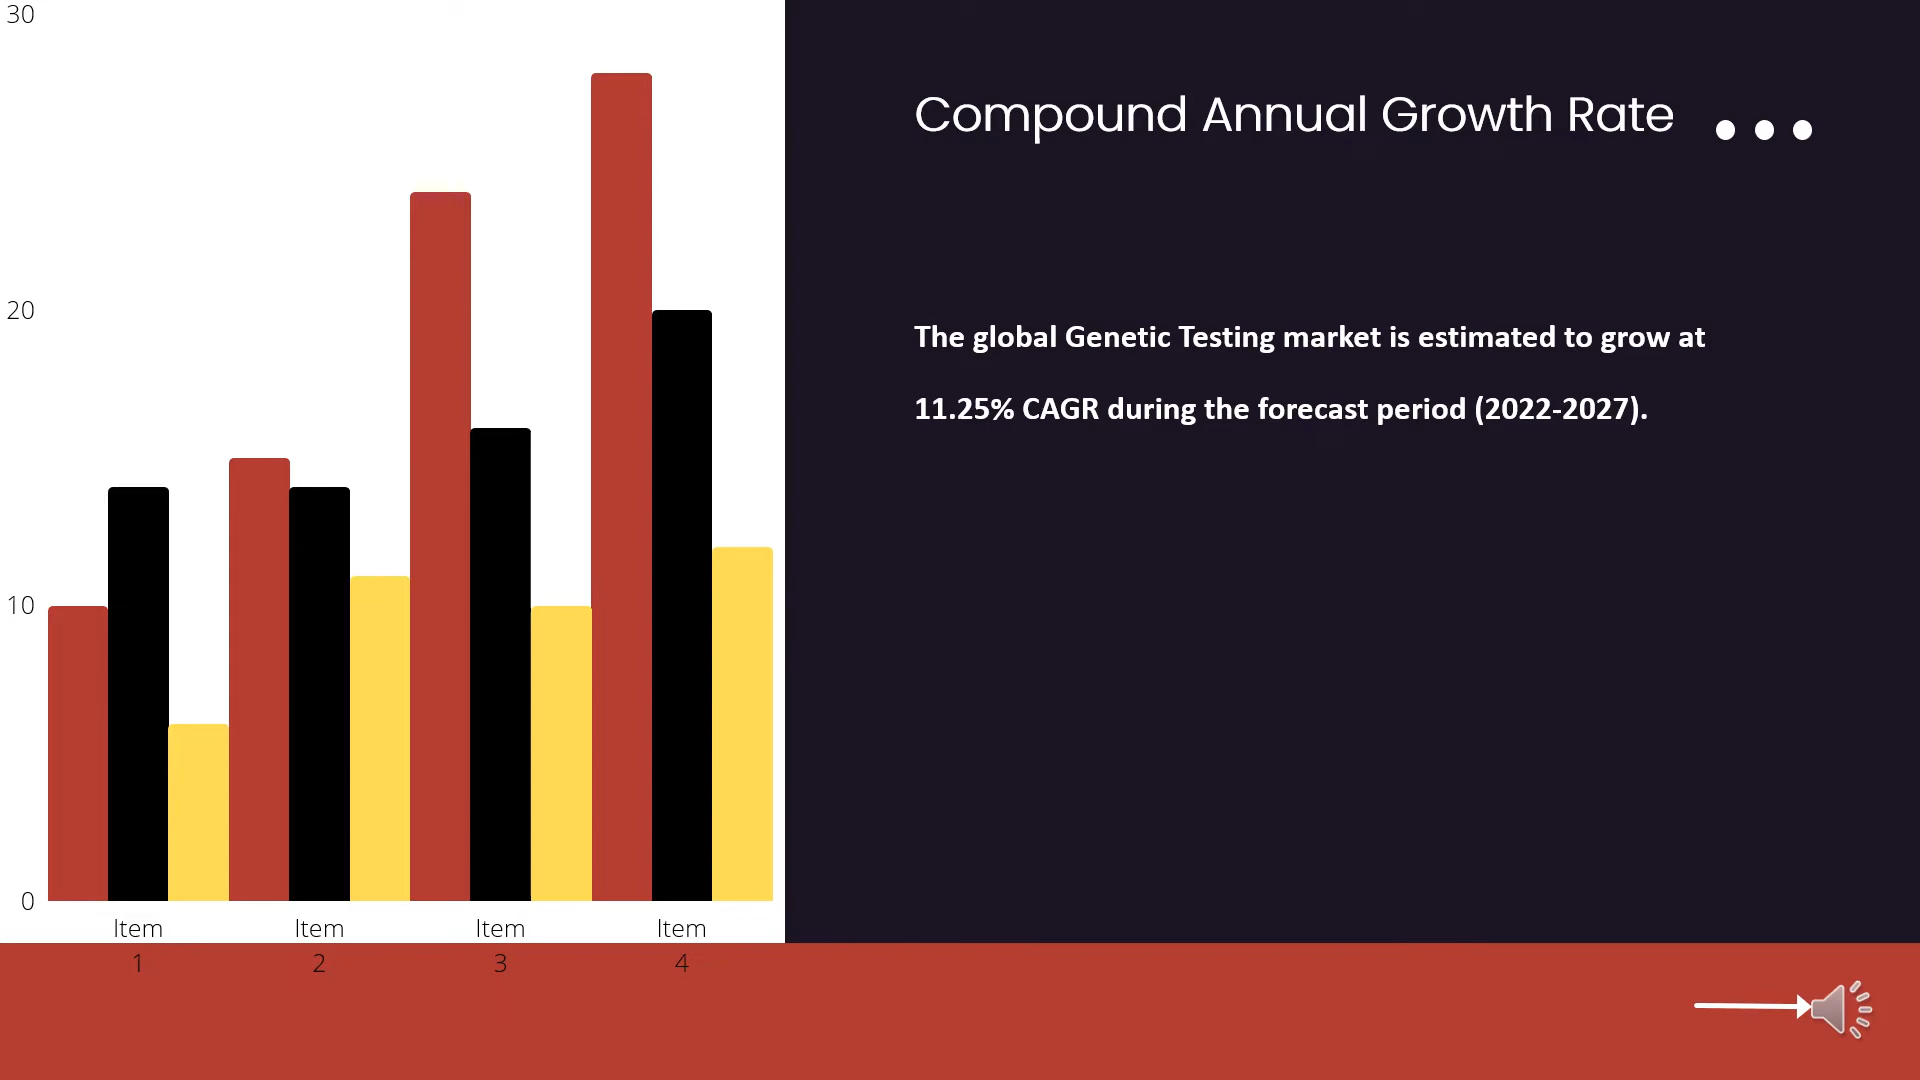 30
20
10
0
Item
1
Item
2
Item
3
Item
4
Compound Annual Growth Rate
The global Genetic Testing market is estimated to grow at
11.25% CAGR during the forecast period (2022-2027).